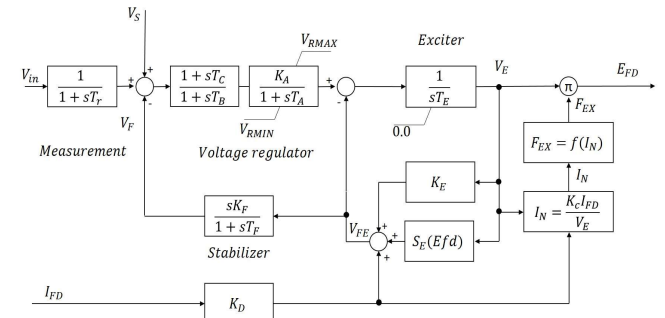 V_S
V_RMAX
Exciter
V_in
1 / (1 + sT_r)
+
+
-
(1 + sT_C) / (1 + sT_B)
K_A / (1 + sT_A)
+
-
1 / (sT_E)
V_E
π
E_FD
V_F
V_RMIN
0.0
F_EX
Measurement
Voltage regulator
F_EX = f(I_N)
K_E
I_N
sK_F / (1 + sT_F)
V_FE
+
+
+
S_E(Efd)
I_N = K_c I_FD / V_E
Stabilizer
I_FD
K_D